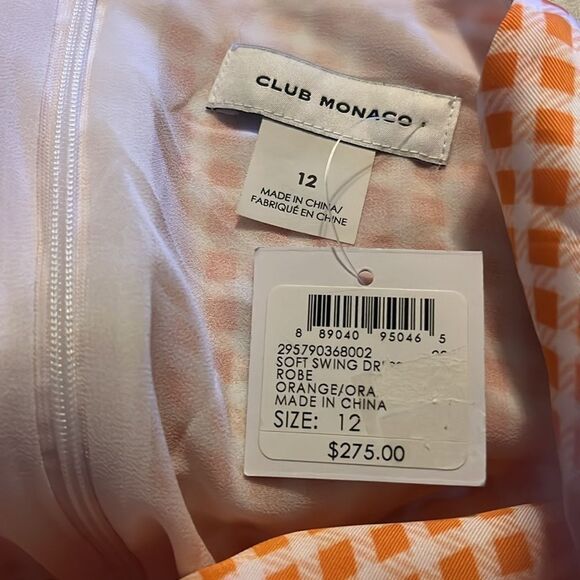 CLUB MONACO
12
MADE IN CHINA/
FABRIQUÉ EN CHINE
8 89040 95046 5
295790368002
SOFT SWING
ROBE
ORANGE/ORA
MADE IN CHINA
SIZE: 12
$275.00